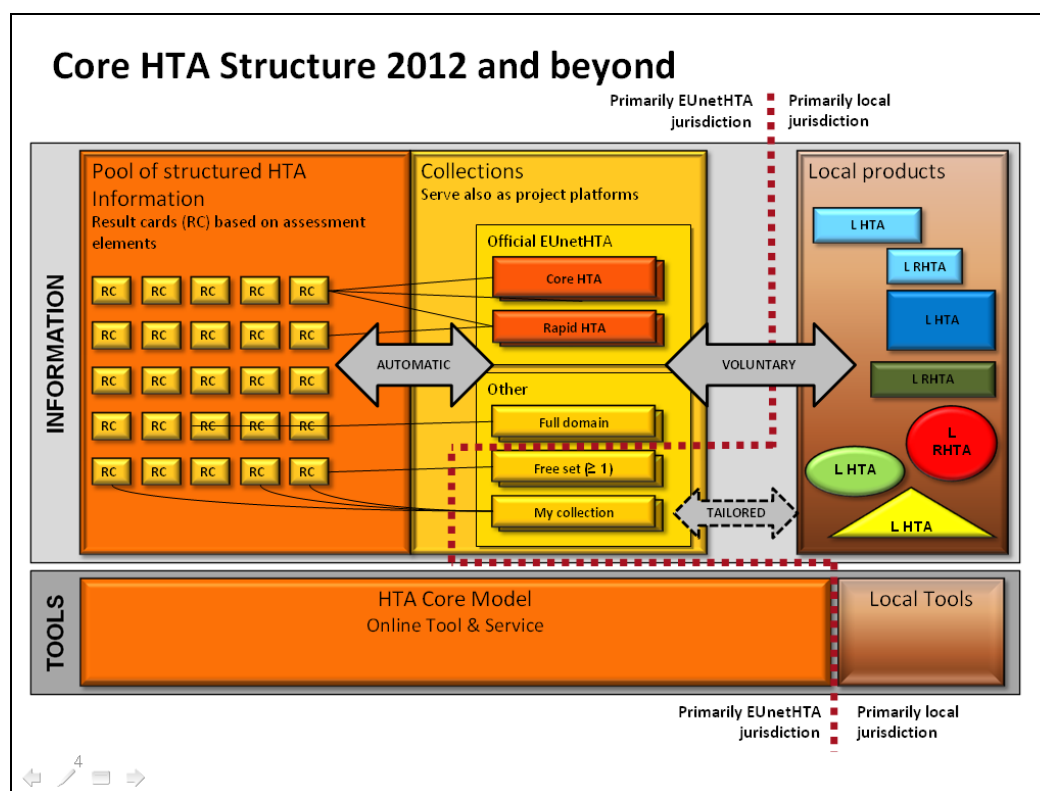 Core HTA Structure 2012 and beyond
Primarily EUnetHTA
jurisdiction
Primarily local
jurisdiction
INFORMATION
Pool of structured HTA
Information
Result cards (RC) based on assessment
elements
RC RC RC RC RC
RC RC RC RC RC
RC RC RC RC RC
RC RC RC RC RC
RC RC RC RC RC
AUTOMATIC
Collections
Serve also as project platforms
Official EUnetHTA
Core HTA
Rapid HTA
Other
Full domain
Free set (≥ 1)
My collection
VOLUNTARY
TAILORED
Local products
L HTA
L RHTA
L HTA
L RHTA
L
RHTA
L HTA
L HTA
TOOLS
HTA Core Model
Online Tool & Service
Local Tools
Primarily EUnetHTA
jurisdiction
Primarily local
jurisdiction
4